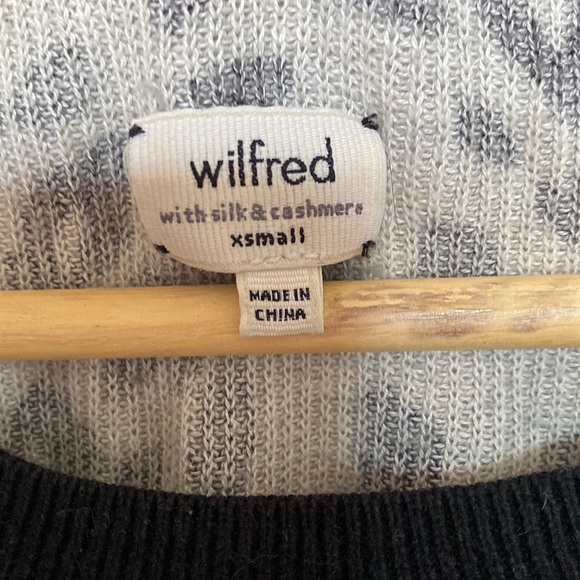 wilfred
with silk & cashmere
xsmall
MADE IN
CHINA